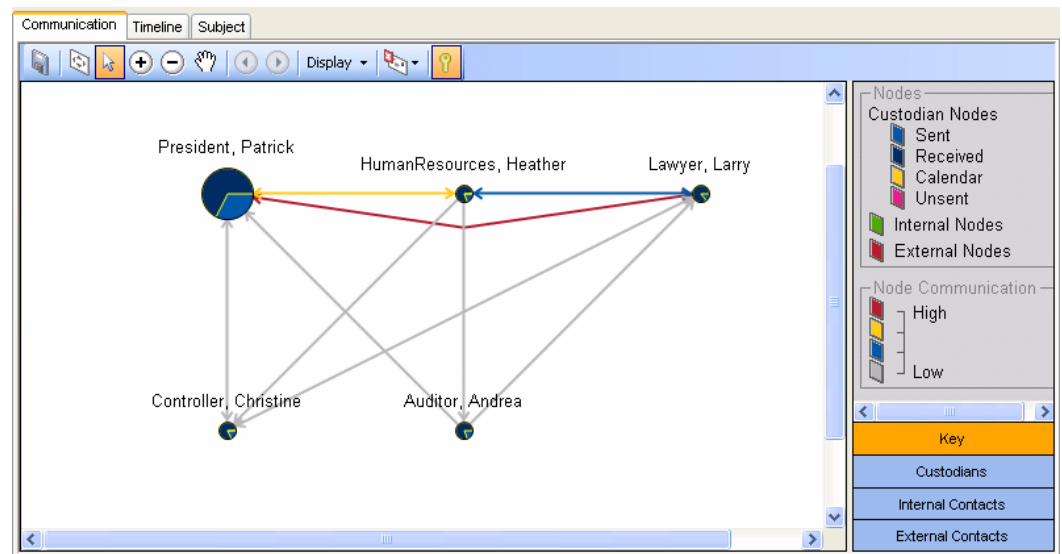 Communication Timeline Subject
Display
President, Patrick
HumanResources, Heather
Lawyer, Larry
Controller, Christine
Auditor, Andrea
Nodes
Custodian Nodes
Sent
Received
Calendar
Unsent
Internal Nodes
External Nodes
Node Communication
High
Low
Key
Custodians
Internal Contacts
External Contacts